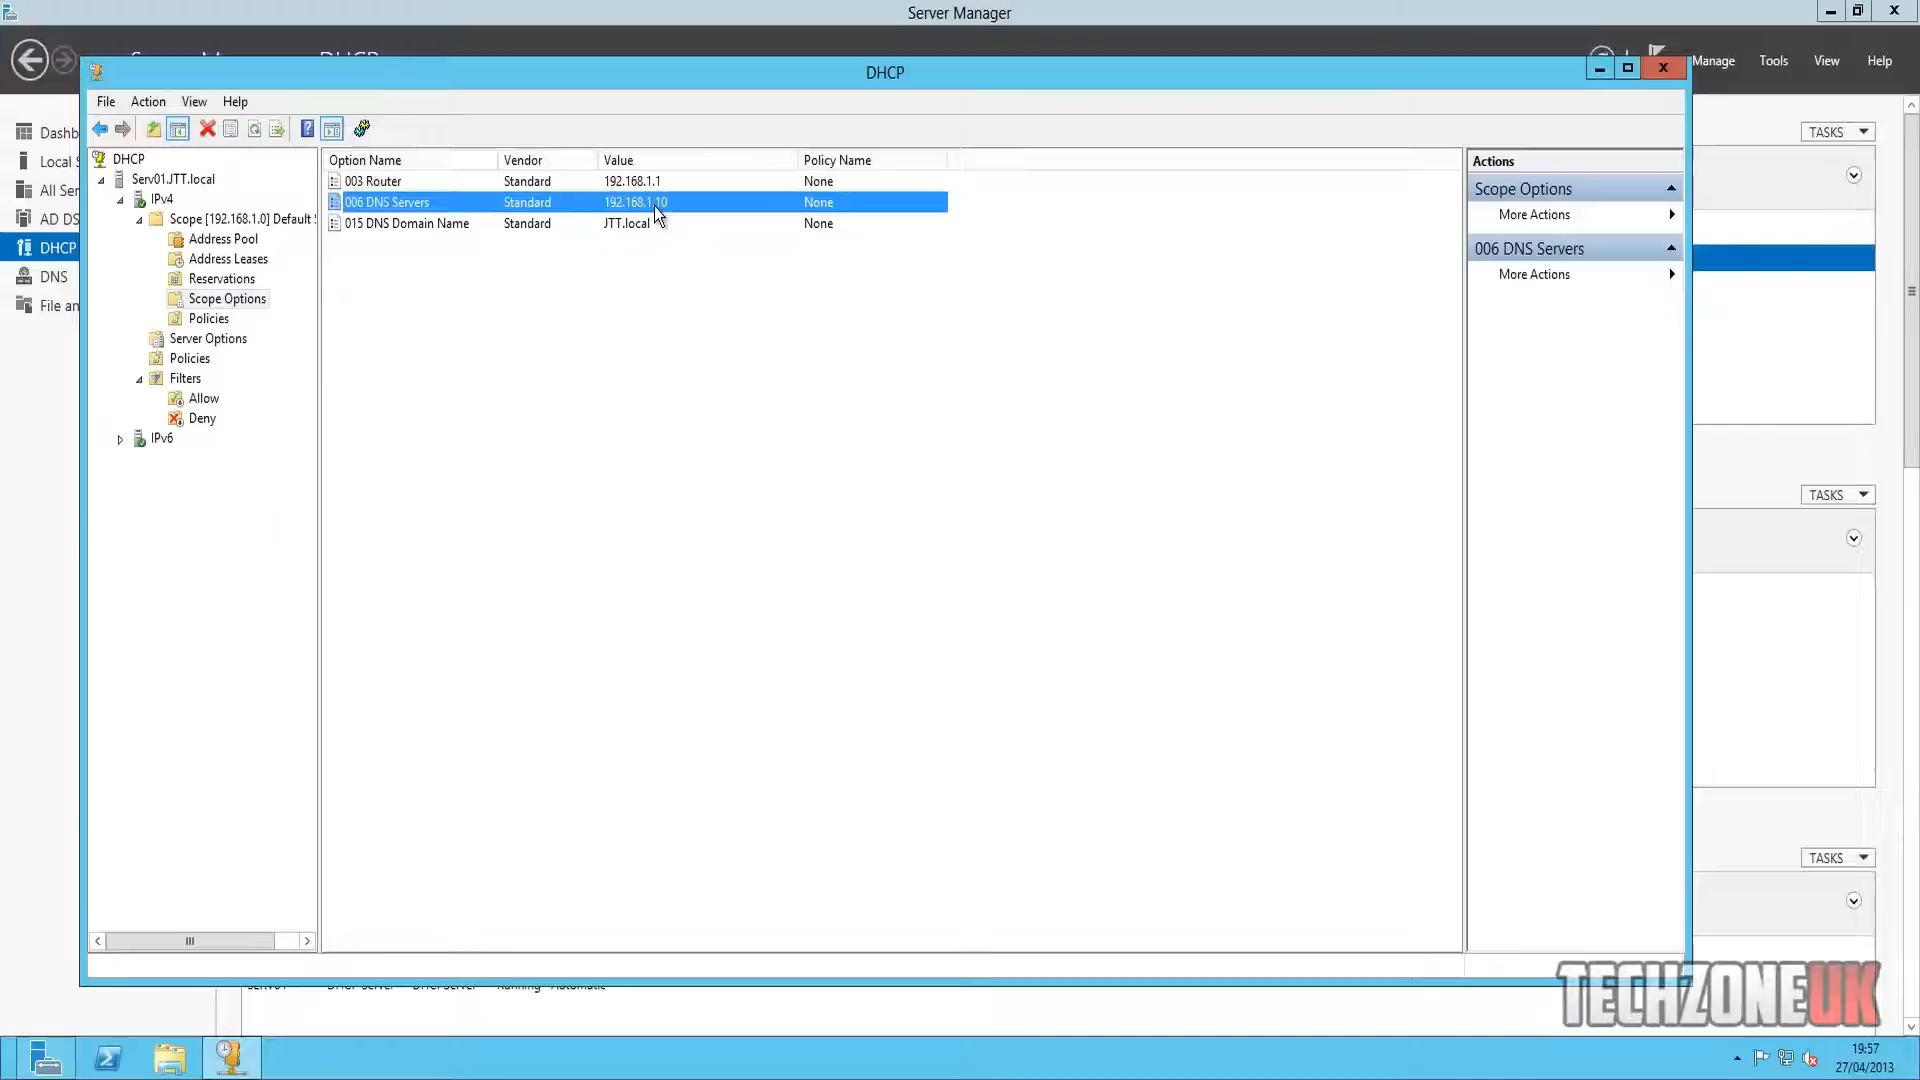 Server Manager
Manage
Tools
View
Help
DHCP
File
Action
View
Help
Dashb
Local S
All Ser
AD DS
DHCP
DNS
File an
DHCP
Serv01.JTT.local
IPv4
Scope [192.168.1.0] Default
Address Pool
Address Leases
Reservations
Scope Options
Policies
Server Options
Policies
Filters
Allow
Deny
IPv6
Option Name Vendor Value Policy Name
003 Router Standard 192.168.1.1 None
006 DNS Servers Standard 192.168.1.10 None
015 DNS Domain Name Standard JTT.local None
Actions
Scope Options
More Actions
006 DNS Servers
More Actions
TASKS
TASKS
TASKS
TECHZONEUK
19:57
27/04/2013